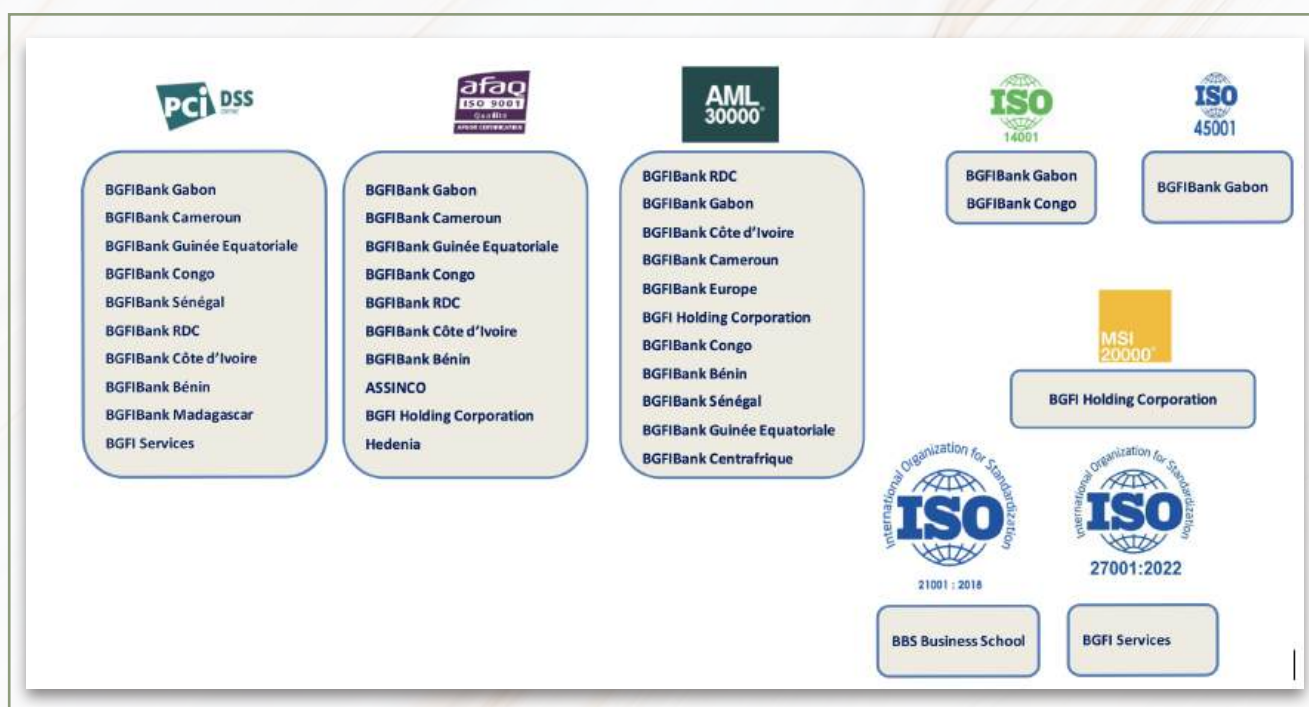 PCi DSS
BGFIBank Gabon
BGFIBank Cameroun
BGFIBank Guinée Equatoriale
BGFIBank Congo
BGFIBank Sénégal
BGFIBank RDC
BGFIBank Côte d'Ivoire
BGFIBank Bénin
BGFIBank Madagascar
BGFI Services
afaq
ISO 9001
Qualité
AFNOR CERTIFICATION
BGFIBank Gabon
BGFIBank Cameroun
BGFIBank Guinée Equatoriale
BGFIBank Congo
BGFIBank RDC
BGFIBank Côte d'Ivoire
BGFIBank Bénin
ASSINCO
BGFI Holding Corporation
Hedenia
AML
30000®
BGFIBank RDC
BGFIBank Gabon
BGFIBank Côte d'Ivoire
BGFIBank Cameroun
BGFIBank Europe
BGFI Holding Corporation
BGFIBank Congo
BGFIBank Bénin
BGFIBank Sénégal
BGFIBank Guinée Equatoriale
BGFIBank Centrafrique
ISO
14001
BGFIBank Gabon
BGFIBank Congo
ISO
45001
BGFIBank Gabon
MSI
20000®
BGFI Holding Corporation
International Organization for Standardization
ISO
21001 : 2018
BBS Business School
International Organization for Standardization
ISO
27001:2022
BGFI Services